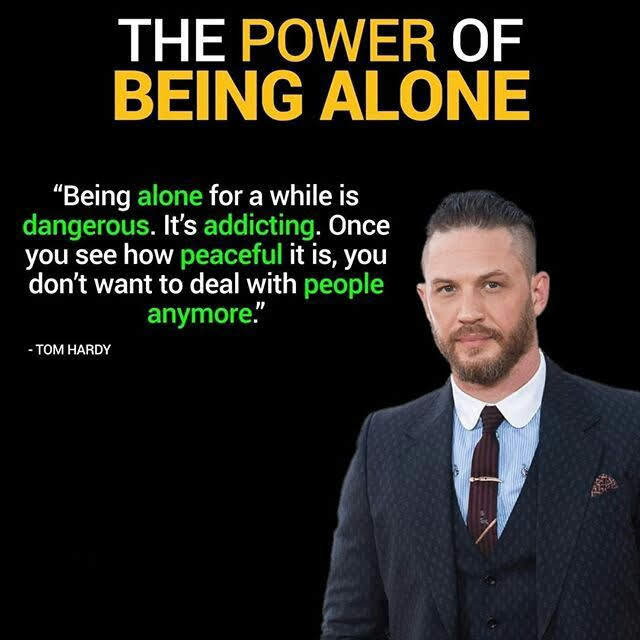 THE POWER OF
BEING ALONE
“Being alone for a while is
dangerous. It’s addicting. Once
you see how peaceful it is, you
don’t want to deal with people
anymore.”
- TOM HARDY